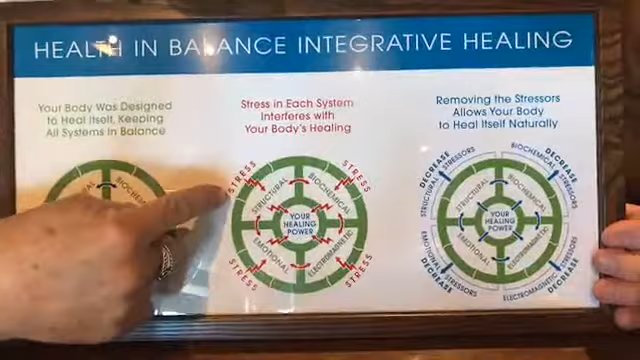 HEALTH IN BALANCE INTEGRATIVE HEALING
Your Body Was Designed
to Heal Itself, Keeping
All Systems In Balance
BIOCHEM
Stress in Each System
Interferes with
Your Body's Healing
STRESS
STRESS
STRUCTURAL
BIOCHEMICAL
YOUR
HEALING
POWER
EMOTIONAL
ELECTROMAGNETIC
STRESS
STRESS
Removing the Stressors
Allows Your Body
to Heal Itself Naturally
DECREASE
STRUCTURAL STRESSORS
BIOCHEMICAL STRESSORS
DECREASE
STRUCTURAL
BIOCHEMICAL
YOUR
HEALING
POWER
EMOTIONAL
ELECTROMAGNETIC
EMOTIONAL STRESSORS
DECREASE
ELECTROMAGNETIC STRESSORS
DECREASE